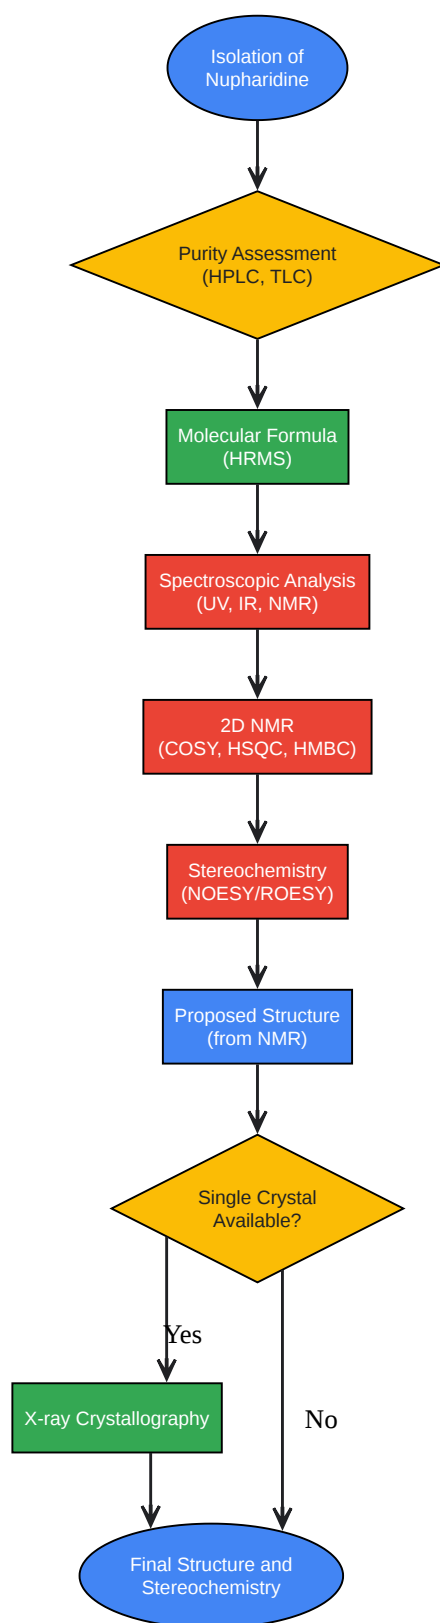 Isolation of
Nupharidine
Purity Assessment
(HPLC, TLC)
Molecular Formula
(HRMS)
Spectroscopic Analysis
(UV, IR, NMR)
2D NMR
(COSY, HSQC, HMBC)
Stereochemistry
(NOESY/ROESY)
Proposed Structure
(from NMR)
Single Crystal
Available?
Yes
X-ray Crystallography
No
Final Structure and
Stereochemistry